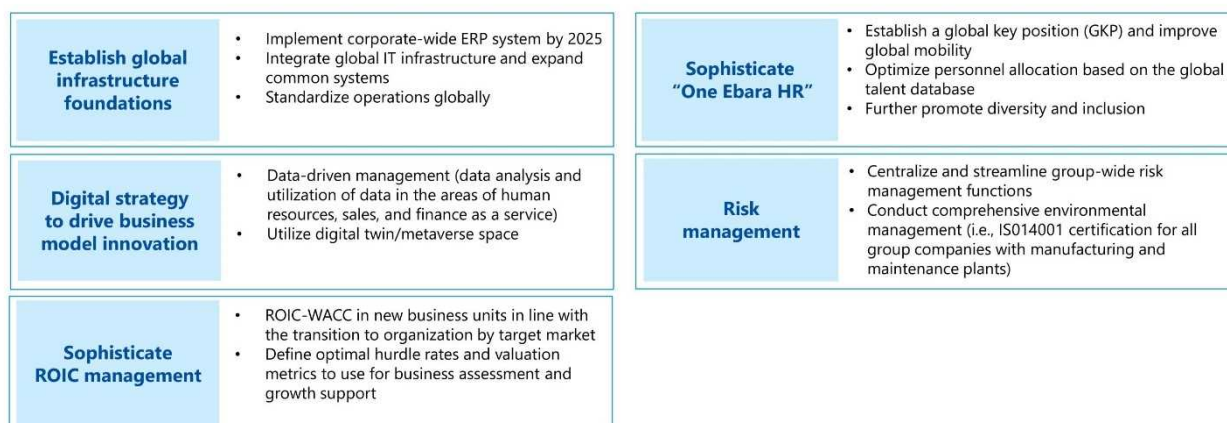 Establish global
infrastructure
foundations
• Implement corporate-wide ERP system by 2025
• Integrate global IT infrastructure and expand
common systems
• Standardize operations globally
Digital strategy
to drive business
model innovation
• Data-driven management (data analysis and
utilization of data in the areas of human
resources, sales, and finance as a service)
• Utilize digital twin/metaverse space
Sophisticate
ROIC management
• ROIC-WACC in new business units in line with
the transition to organization by target market
• Define optimal hurdle rates and valuation
metrics to use for business assessment and
growth support
Sophisticate
“One Ebara HR”
• Establish a global key position (GKP) and improve
global mobility
• Optimize personnel allocation based on the global
talent database
• Further promote diversity and inclusion
Risk
management
• Centralize and streamline group-wide risk
management functions
• Conduct comprehensive environmental
management (i.e., IS014001 certification for all
group companies with manufacturing and
maintenance plants)